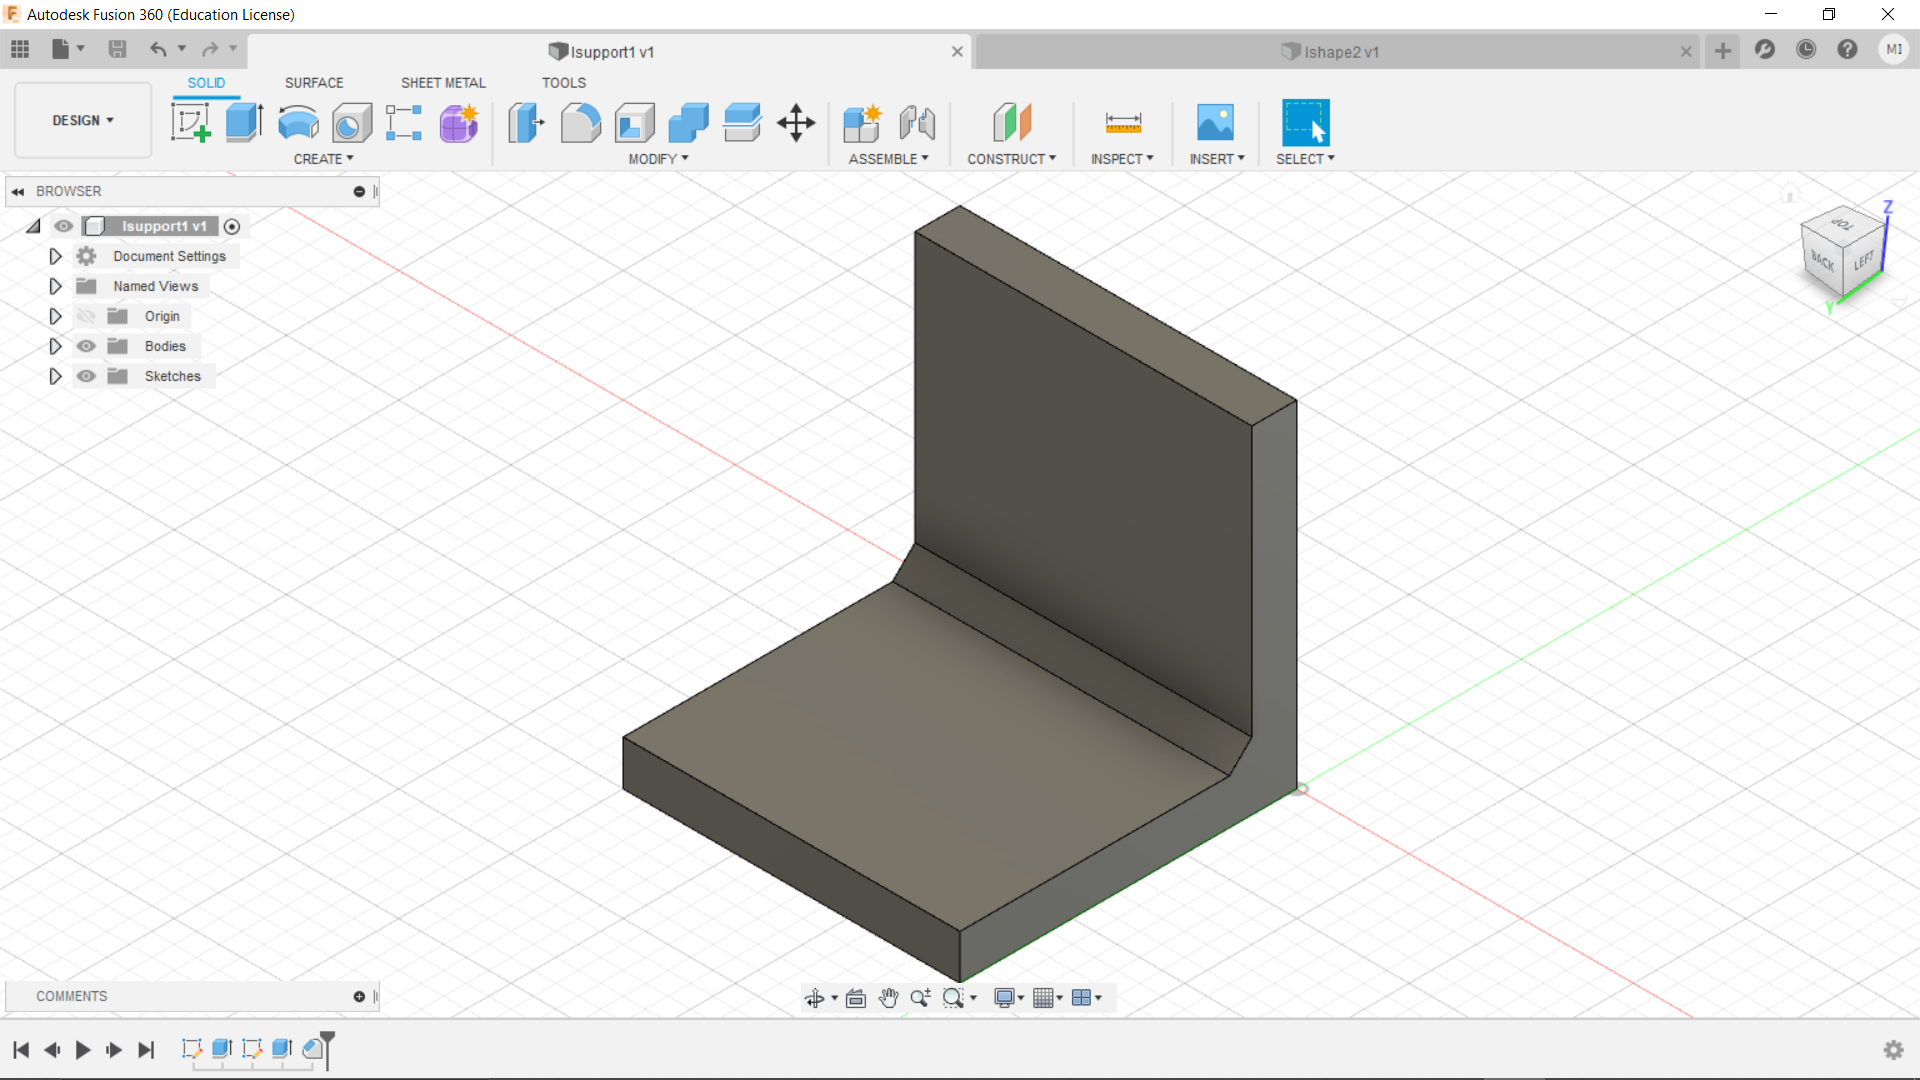 Autodesk Fusion 360 (Education License)
lsupport1 v1
lshape2 v1
MI
SOLID
SURFACE
SHEET METAL
TOOLS
DESIGN
CREATE
MODIFY
ASSEMBLE
CONSTRUCT
INSPECT
INSERT
SELECT
BROWSER
lsupport1 v1
Document Settings
Named Views
Origin
Bodies
Sketches
Z
TOP
BACK
LEFT
Y
COMMENTS